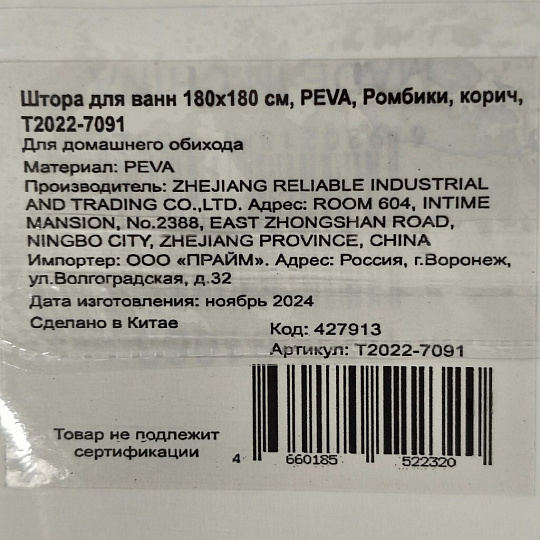 Штора для ванн 180х180 см, PEVA, Ромбики, корич,
T2022-7091
Для домашнего обихода
Материал: PEVA
Производитель: ZHEJIANG RELIABLE INDUSTRIAL
AND TRADING CO.,LTD. Адрес: ROOM 604, INTIME
MANSION, No.2388, EAST ZHONGSHAN ROAD,
NINGBO CITY, ZHEJIANG PROVINCE, CHINA
Импортер: ООО «ПРАЙМ». Адрес: Россия, г.Воронеж,
ул.Волгоградская, д.32
Дата изготовления: ноябрь 2024
Сделано в Китае
Код: 427913
Артикул: T2022-7091
Товар не подлежит
сертификации
4 660185 522320